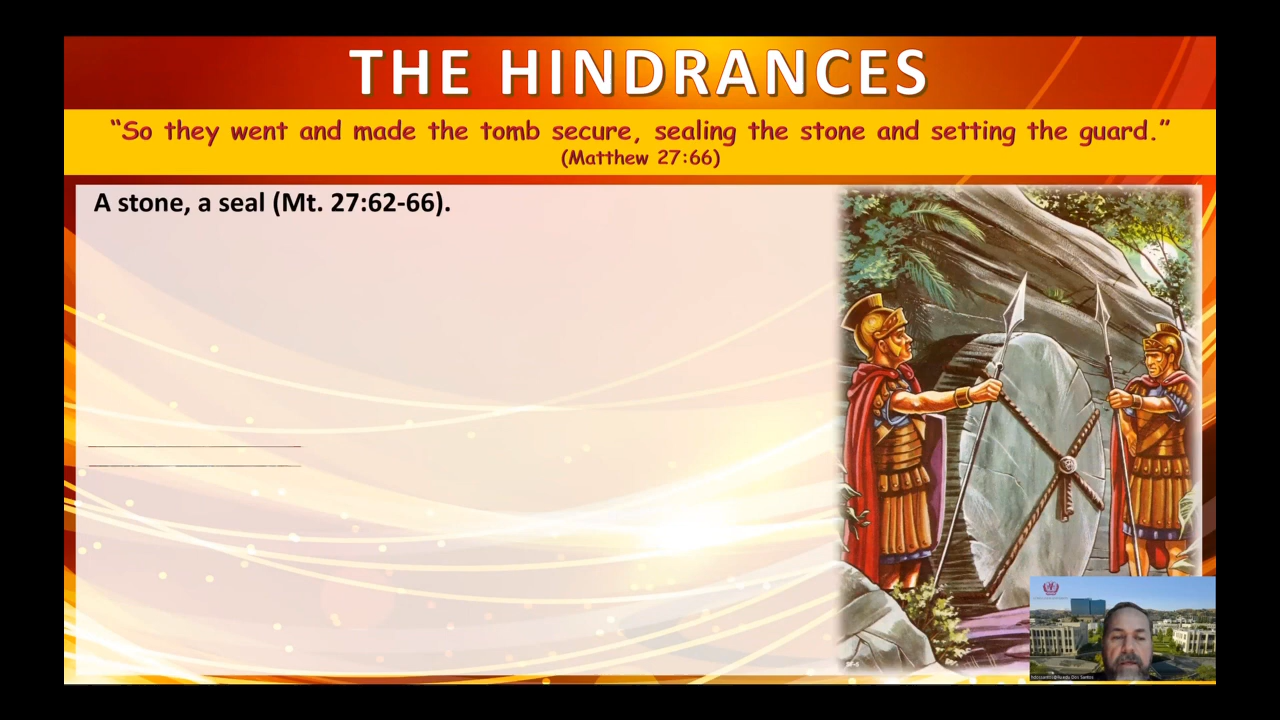 THE HINDRANCES
“So they went and made the tomb secure, sealing the stone and setting the guard.”
(Matthew 27:66)
A stone, a seal (Mt. 27:62-66).